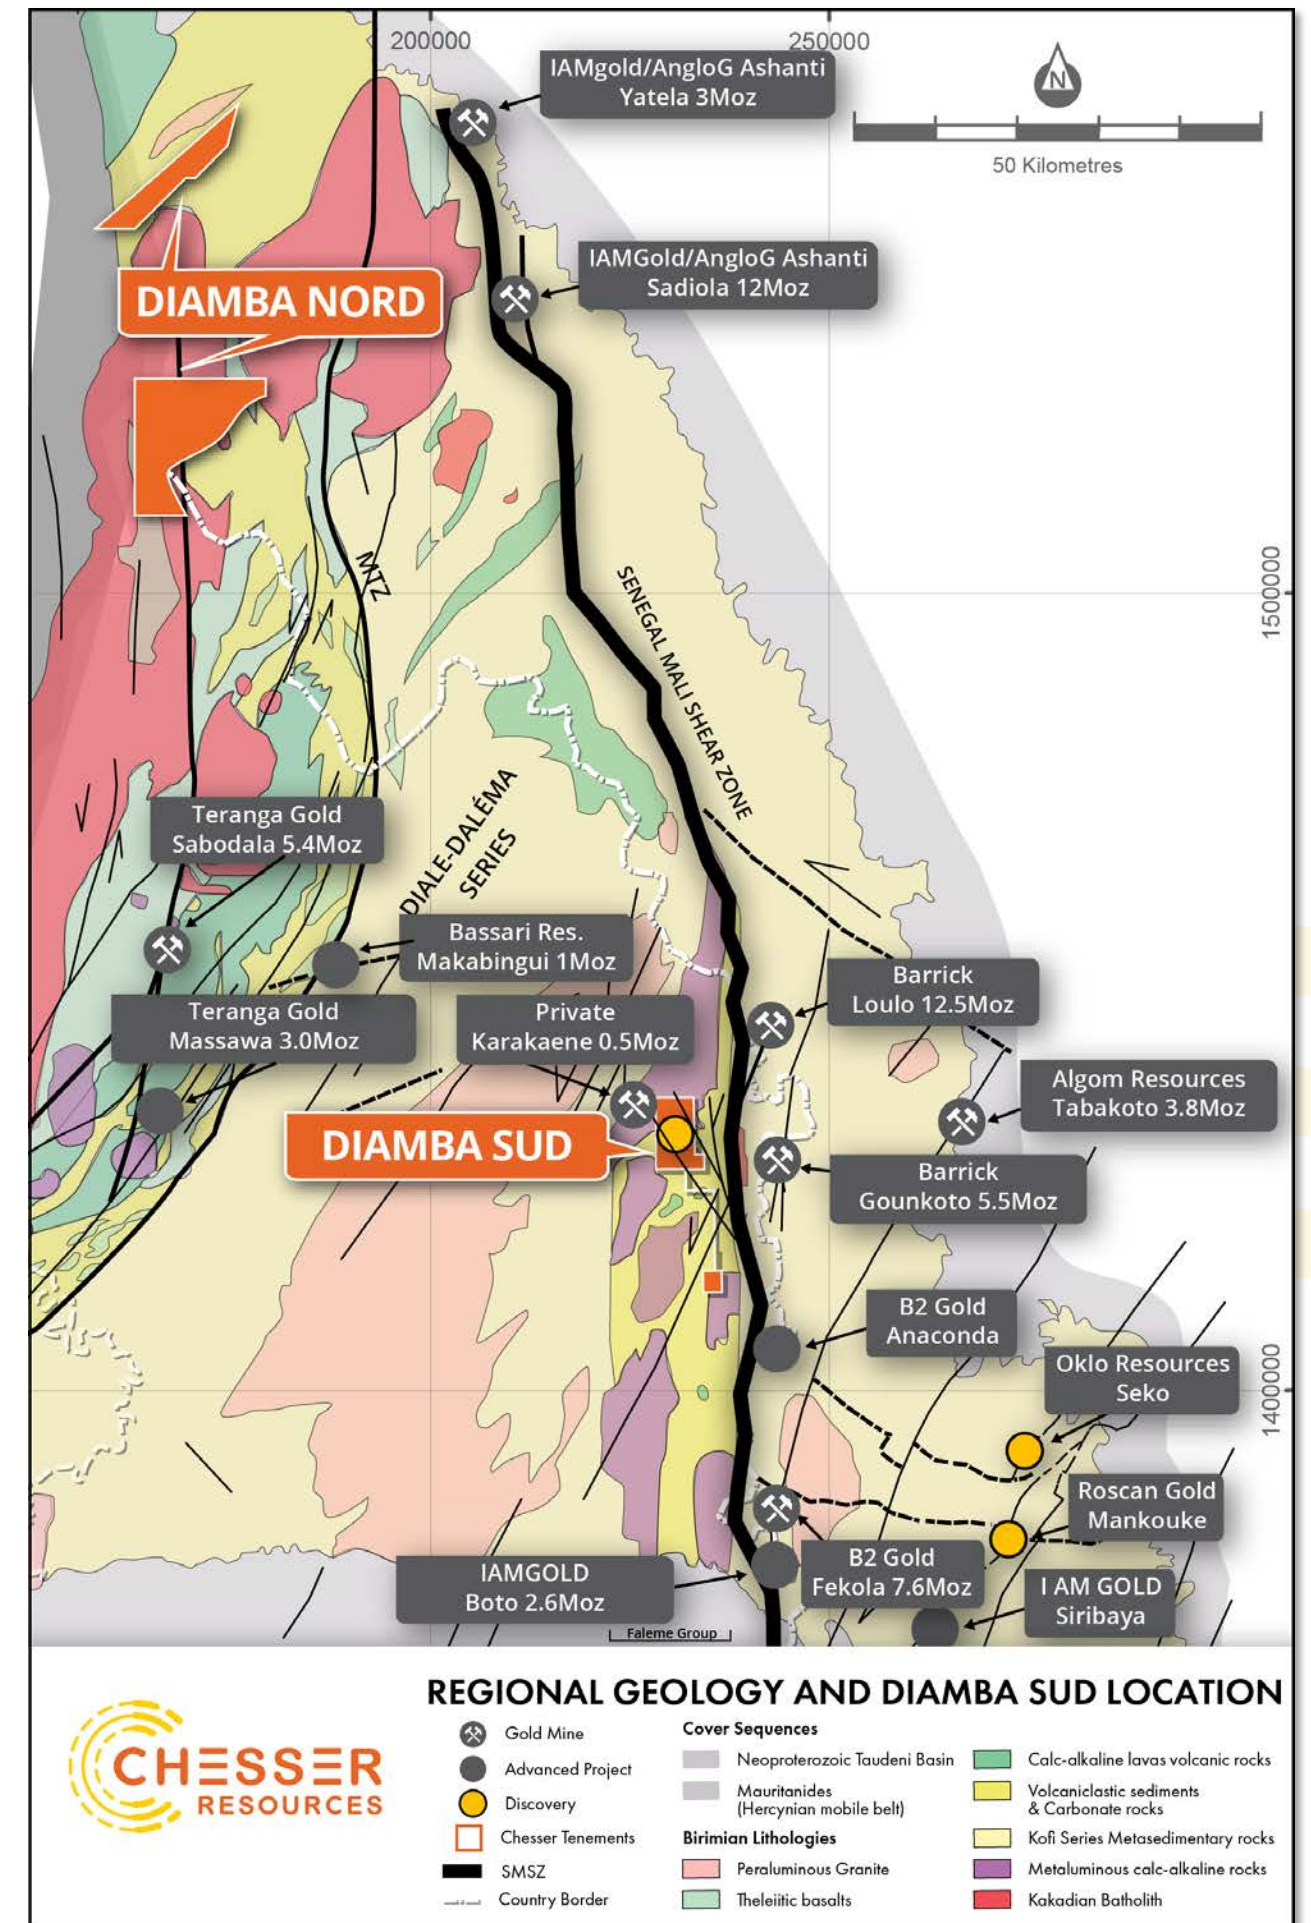 200000
250000
IAMgold/AngloG Ashanti
Yatela 3Moz
N
50 Kilometres
IAMGold/AngloG Ashanti
Sadiola 12Moz
DIAMBA NORD
MTZ
SENEGAL MALI SHEAR ZONE
1500000
Teranga Gold
Sabodala 5.4Moz
DIALE-DALÉMA
SERIES
Bassari Res.
Makabingui 1Moz
Barrick
Loulo 12.5Moz
Teranga Gold
Massawa 3.0Moz
Private
Karakaene 0.5Moz
Algom Resources
Tabakoto 3.8Moz
DIAMBA SUD
Barrick
Gounkoto 5.5Moz
B2 Gold
Anaconda
Oklo Resources
Seko
1400000
Roscan Gold
Mankouke
IAMGOLD
Boto 2.6Moz
B2 Gold
Fekola 7.6Moz
I AM GOLD
Siribaya
Faleme Group
REGIONAL GEOLOGY AND DIAMBA SUD LOCATION
CHESSER
RESOURCES
Gold Mine
Advanced Project
Discovery
Chesser Tenements
SMSZ
Country Border
Cover Sequences
Neoproterozoic Taudeni Basin
Mauritanides
(Hercynian mobile belt)
Birimian Lithologies
Peraluminous Granite
Theleiitic basalts
Calc-alkaline lavas volcanic rocks
Volcaniclastic sediments
& Carbonate rocks
Kofi Series Metasedimentary rocks
Metaluminous calc-alkaline rocks
Kakadian Batholith